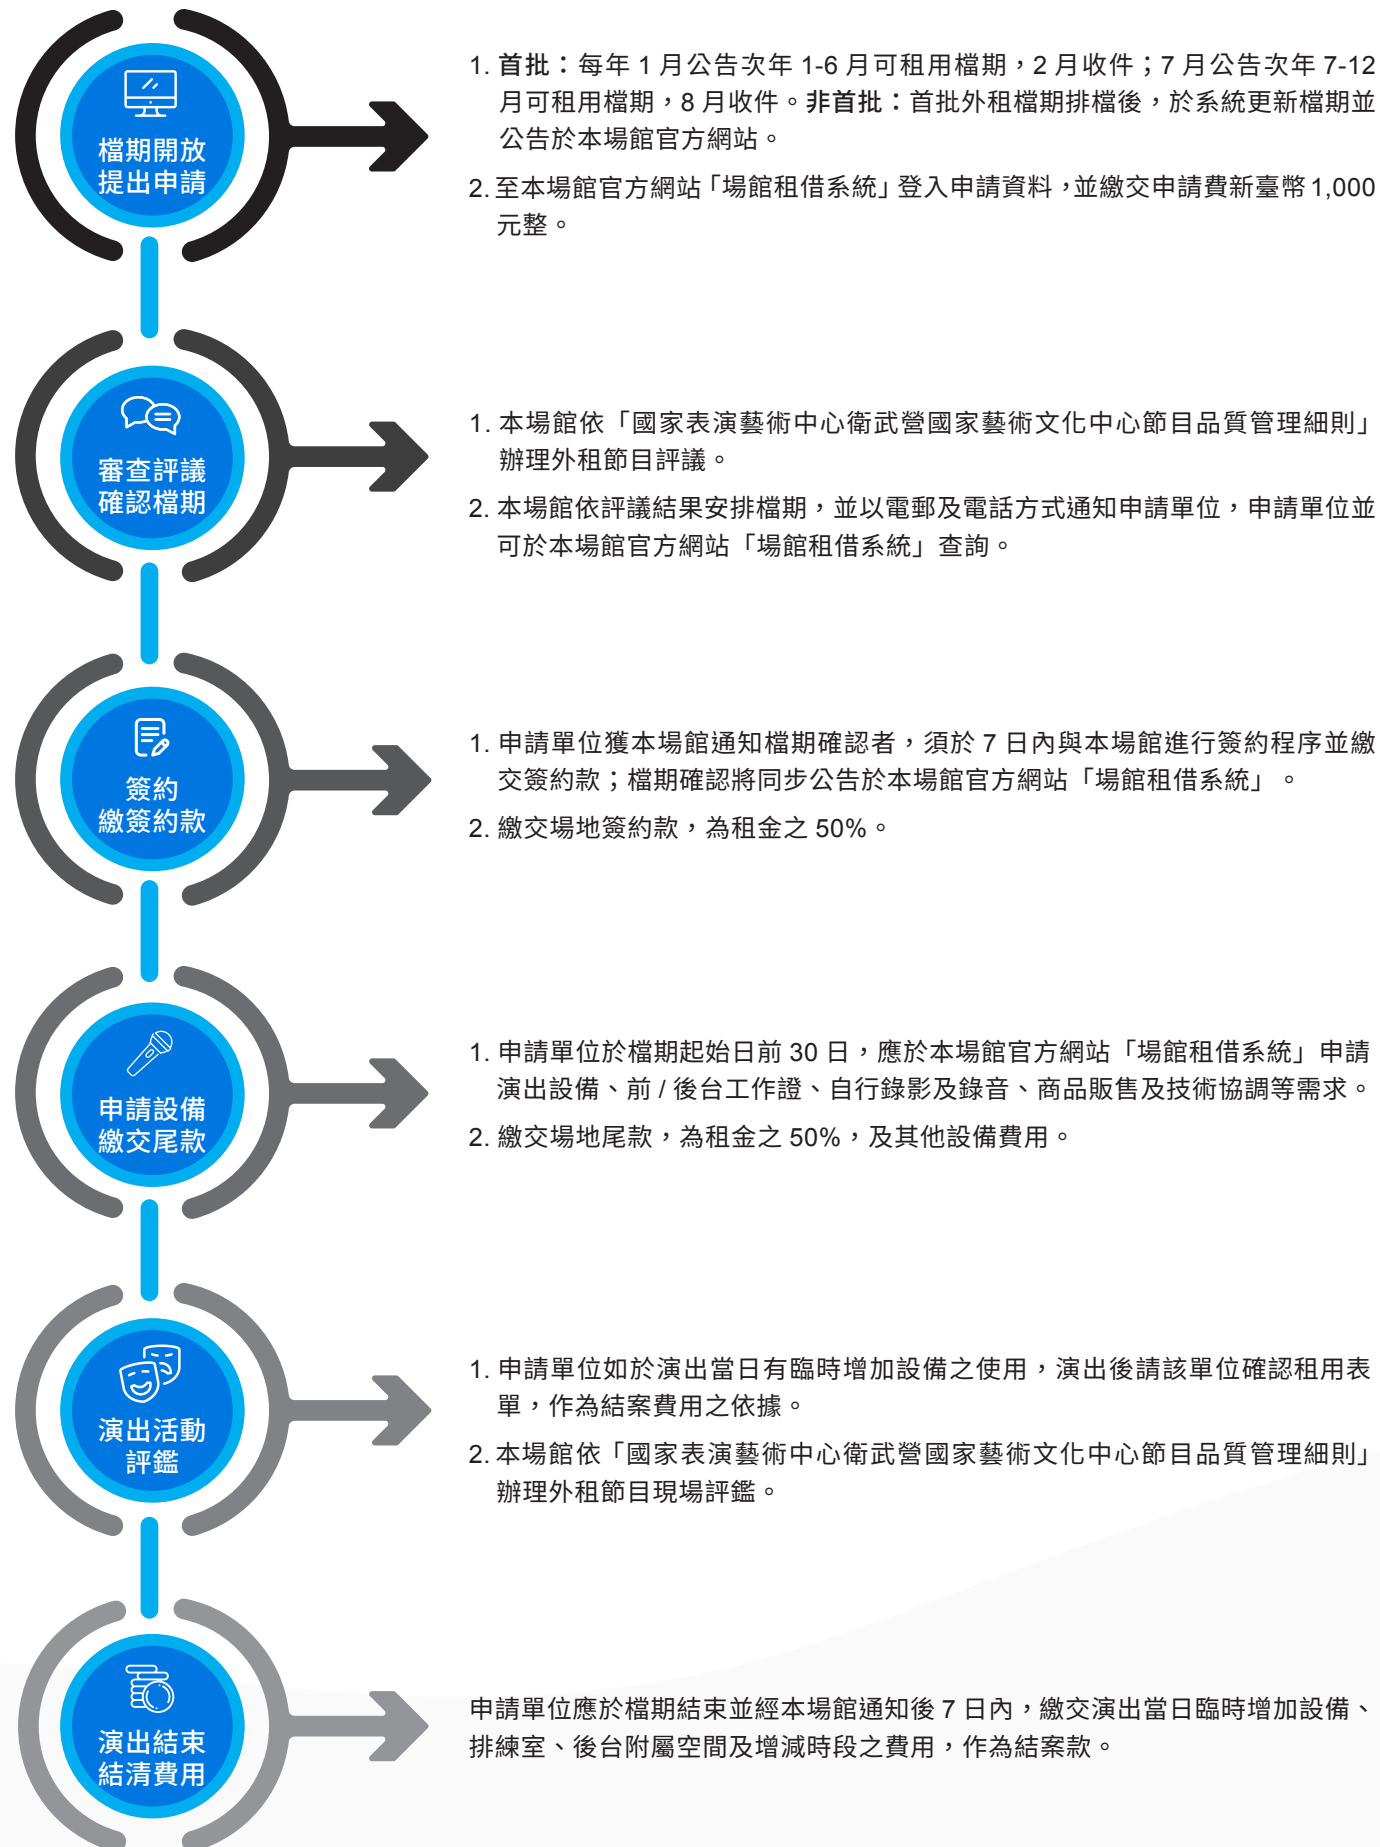 檔期開放
提出申請
1. 首批：每年 1 月公告次年 1-6 月可租用檔期，2 月收件；7 月公告次年 7-12
月可租用檔期，8 月收件。非首批：首批外租檔期排檔後，於系統更新檔期並
公告於本場館官方網站。
2. 至本場館官方網站「場館租借系統」登入申請資料，並繳交申請費新臺幣 1,000
元整。
審查評議
確認檔期
1. 本場館依「國家表演藝術中心衛武營國家藝術文化中心節目品質管理細則」
辦理外租節目評議。
2. 本場館依評議結果安排檔期，並以電郵及電話方式通知申請單位，申請單位並
可於本場館官方網站「場館租借系統」查詢。
簽約
繳簽約款
1. 申請單位獲本場館通知檔期確認者，須於 7 日內與本場館進行簽約程序並繳
交簽約款；檔期確認將同步公告於本場館官方網站「場館租借系統」。
2. 繳交場地簽約款，為租金之 50%。
申請設備
繳交尾款
1. 申請單位於檔期起始日前 30 日，應於本場館官方網站「場館租借系統」申請
演出設備、前 / 後台工作證、自行錄影及錄音、商品販售及技術協調等需求。
2. 繳交場地尾款，為租金之 50%，及其他設備費用。
演出活動
評鑑
1. 申請單位如於演出當日有臨時增加設備之使用，演出後請該單位確認租用表
單，作為結案費用之依據。
2. 本場館依「國家表演藝術中心衛武營國家藝術文化中心節目品質管理細則」
辦理外租節目現場評鑑。
演出結束
結清費用
申請單位應於檔期結束並經本場館通知後 7 日內，繳交演出當日臨時增加設備、
排練室、後台附屬空間及增減時段之費用，作為結案款。